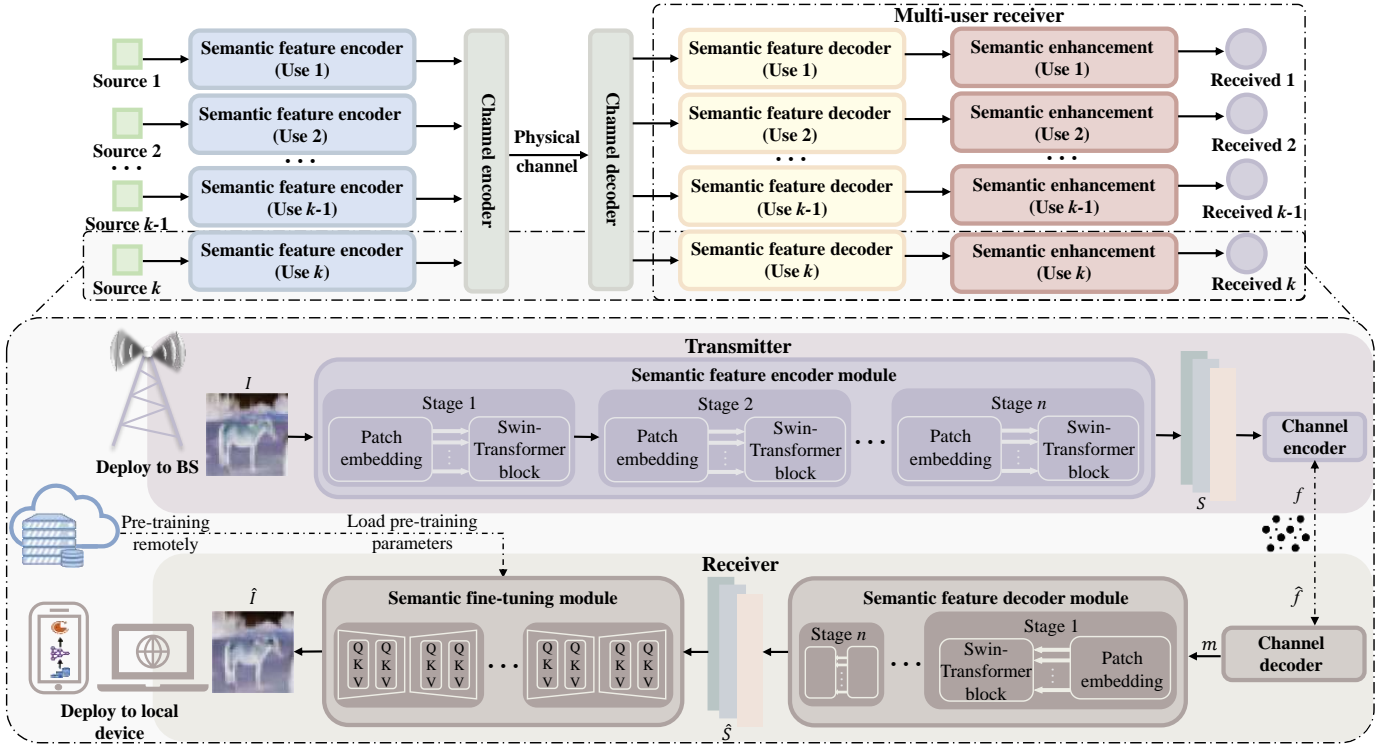 Multi-user receiver
Source 1
Semantic feature encoder
(Use 1)
Semantic feature decoder
(Use 1)
Semantic enhancement
(Use 1)
Received 1
Source 2
Semantic feature encoder
(Use 2)
Semantic feature decoder
(Use 2)
Semantic enhancement
(Use 2)
Received 2
. . .
. . .
. . .
. . .
Channel encoder
Physical
channel
Channel decoder
Source k-1
Semantic feature encoder
(Use k-1)
Semantic feature decoder
(Use k-1)
Semantic enhancement
(Use k-1)
Received k-1
Source k
Semantic feature encoder
(Use k)
Semantic feature decoder
(Use k)
Semantic enhancement
(Use k)
Received k
Transmitter
Deploy to BS
I
Semantic feature encoder module
Stage 1
Patch
embedding
Swin-
Transformer
block
Stage 2
Patch
embedding
Swin-
Transformer
block
. . .
Stage n
Patch
embedding
Swin-
Transformer
block
S
Channel
encoder
f
Pre-training
remotely
Load pre-training
parameters
Receiver
f̂
Î
Semantic fine-tuning module
Q
K
V
Q
K
V
Q
K
V
Q
K
V
. . .
Q
K
V
Q
K
V
Q
K
V
Q
K
V
Ŝ
Semantic feature decoder module
Stage n
. . .
Stage 1
Swin-
Transformer
block
Patch
embedding
m
Channel
decoder
Deploy to local
device